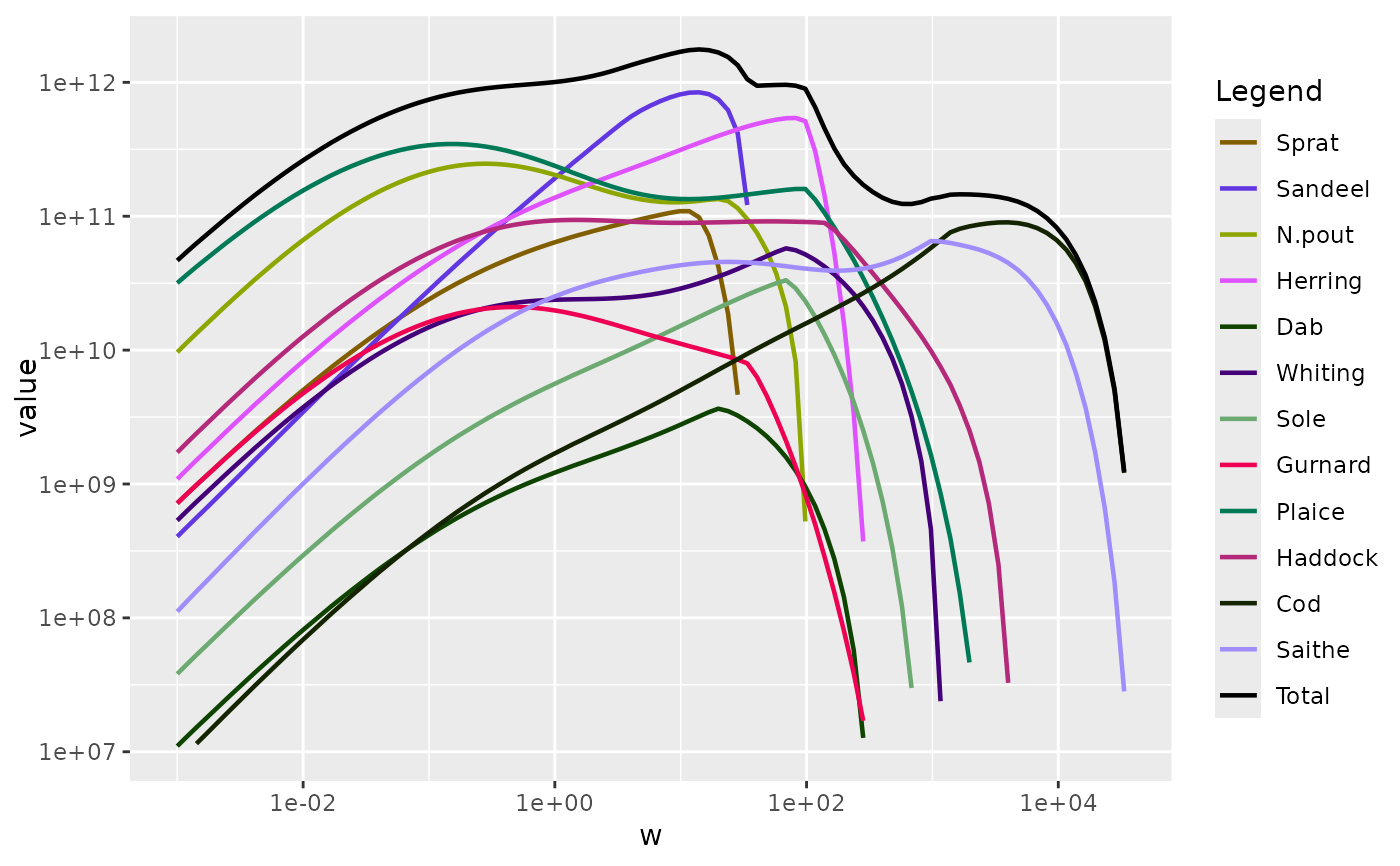 1e+12
1e+11
1e+10
1e+09
1e+08
1e+07
value
1e-02
1e+00
1e+02
1e+04
w
Legend
Sprat
Sandeel
N.pout
Herring
Dab
Whiting
Sole
Gurnard
Plaice
Haddock
Cod
Saithe
Total